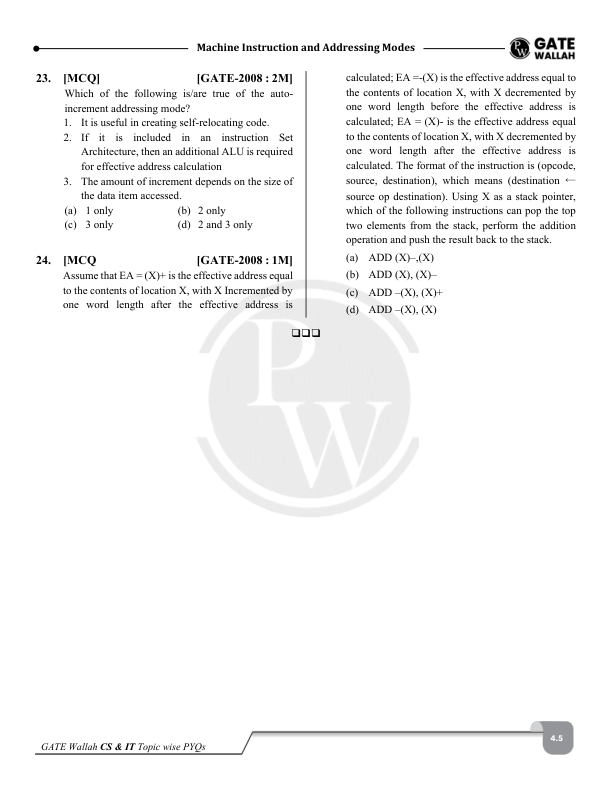 Machine Instruction and Addressing Modes
GATE
WALLAH
23. [MCQ] [GATE-2008 : 2M]
Which of the following is/are true of the auto-
increment addressing mode?
1. It is useful in creating self-relocating code.
2. If it is included in an instruction Set
Architecture, then an additional ALU is required
for effective address calculation
3. The amount of increment depends on the size of
the data item accessed.
(a) 1 only (b) 2 only
(c) 3 only (d) 2 and 3 only
24. [MCQ [GATE-2008 : 1M]
Assume that EA = (X)+ is the effective address equal
to the contents of location X, with X Incremented by
one word length after the effective address is
calculated; EA =-(X) is the effective address equal to
the contents of location X, with X decremented by
one word length before the effective address is
calculated; EA = (X)- is the effective address equal
to the contents of location X, with X decremented by
one word length after the effective address is
calculated. The format of the instruction is (opcode,
source, destination), which means (destination ←
source op destination). Using X as a stack pointer,
which of the following instructions can pop the top
two elements from the stack, perform the addition
operation and push the result back to the stack.
(a) ADD (X)–,(X)
(b) ADD (X), (X)–
(c) ADD –(X), (X)+
(d) ADD –(X), (X)
❑❑❑
PW
GATE Wallah CS & IT Topic wise PYQs
4.5